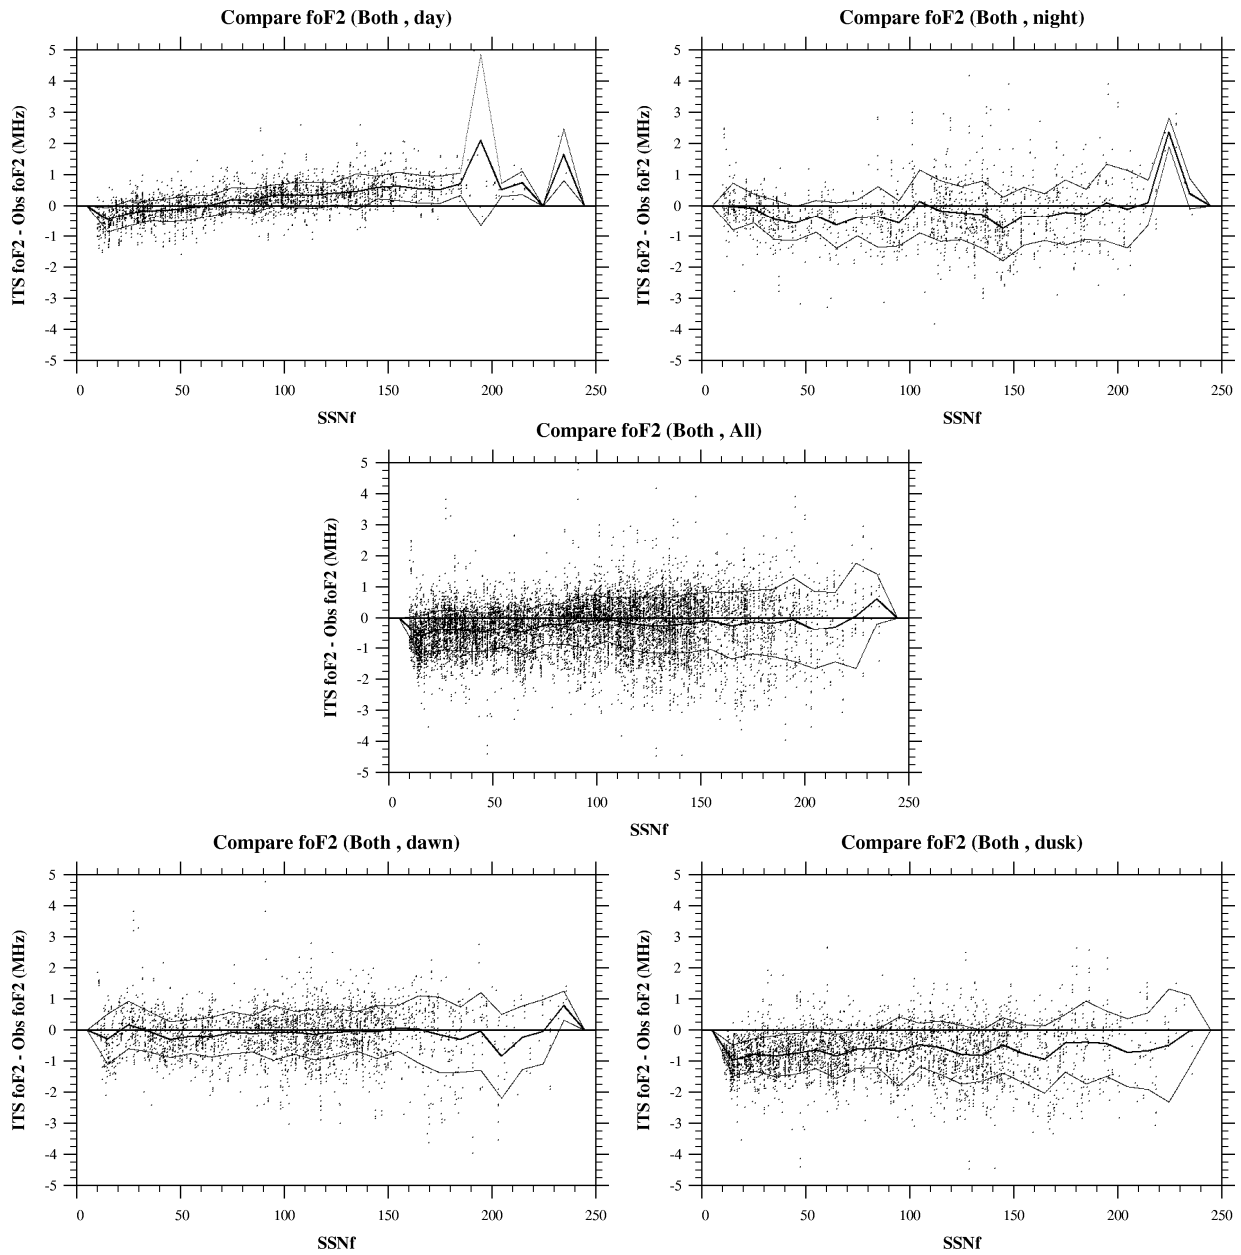 Compare foF2 (Both , day)
ITS foF2 - Obs foF2 (MHz)
5
4
3
2
1
0
-1
-2
-3
-4
-5
0 50 100 150 200 250
SSNf
Compare foF2 (Both , night)
ITS foF2 - Obs foF2 (MHz)
5
4
3
2
1
0
-1
-2
-3
-4
-5
0 50 100 150 200 250
SSNf
Compare foF2 (Both , All)
ITS foF2 - Obs foF2 (MHz)
5
4
3
2
1
0
-1
-2
-3
-4
-5
0 50 100 150 200 250
SSNf
Compare foF2 (Both , dawn)
ITS foF2 - Obs foF2 (MHz)
5
4
3
2
1
0
-1
-2
-3
-4
-5
0 50 100 150 200 250
SSNf
Compare foF2 (Both , dusk)
ITS foF2 - Obs foF2 (MHz)
5
4
3
2
1
0
-1
-2
-3
-4
-5
0 50 100 150 200 250
SSNf